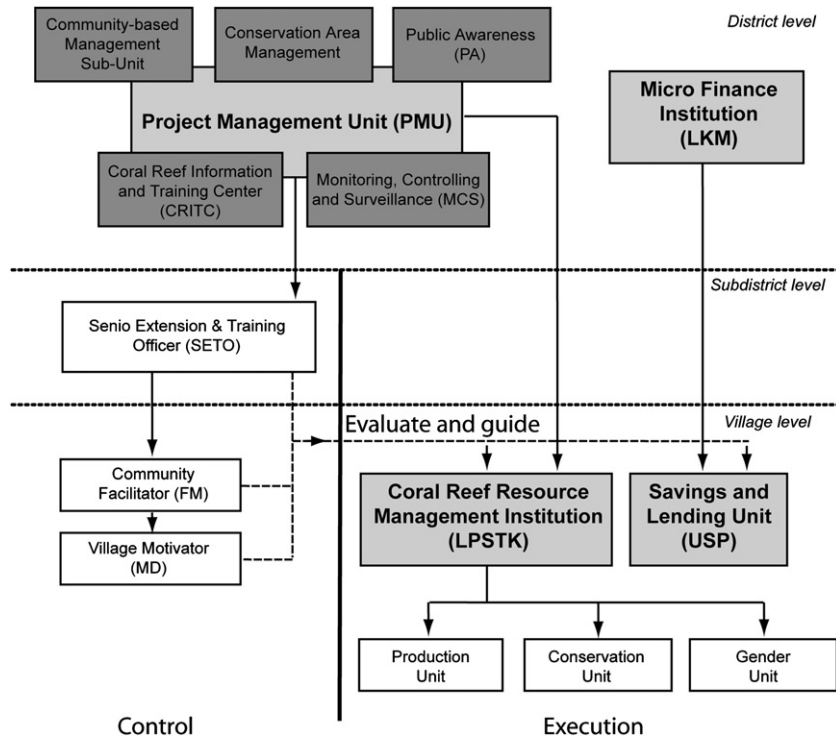 Community-based
Management
Sub-Unit
Conservation Area
Management
Public Awareness
(PA)
District level
Project Management Unit (PMU)
Micro Finance
Institution
(LKM)
Coral Reef Information
and Training Center
(CRITC)
Monitoring, Controlling
and Surveillance (MCS)
Subdistrict level
Senio Extension & Training
Officer (SETO)
Village level
Evaluate and guide
Community
Facilitator (FM)
Village Motivator
(MD)
Coral Reef Resource
Management Institution
(LPSTK)
Savings and
Lending Unit
(USP)
Production
Unit
Conservation
Unit
Gender
Unit
Control
Execution